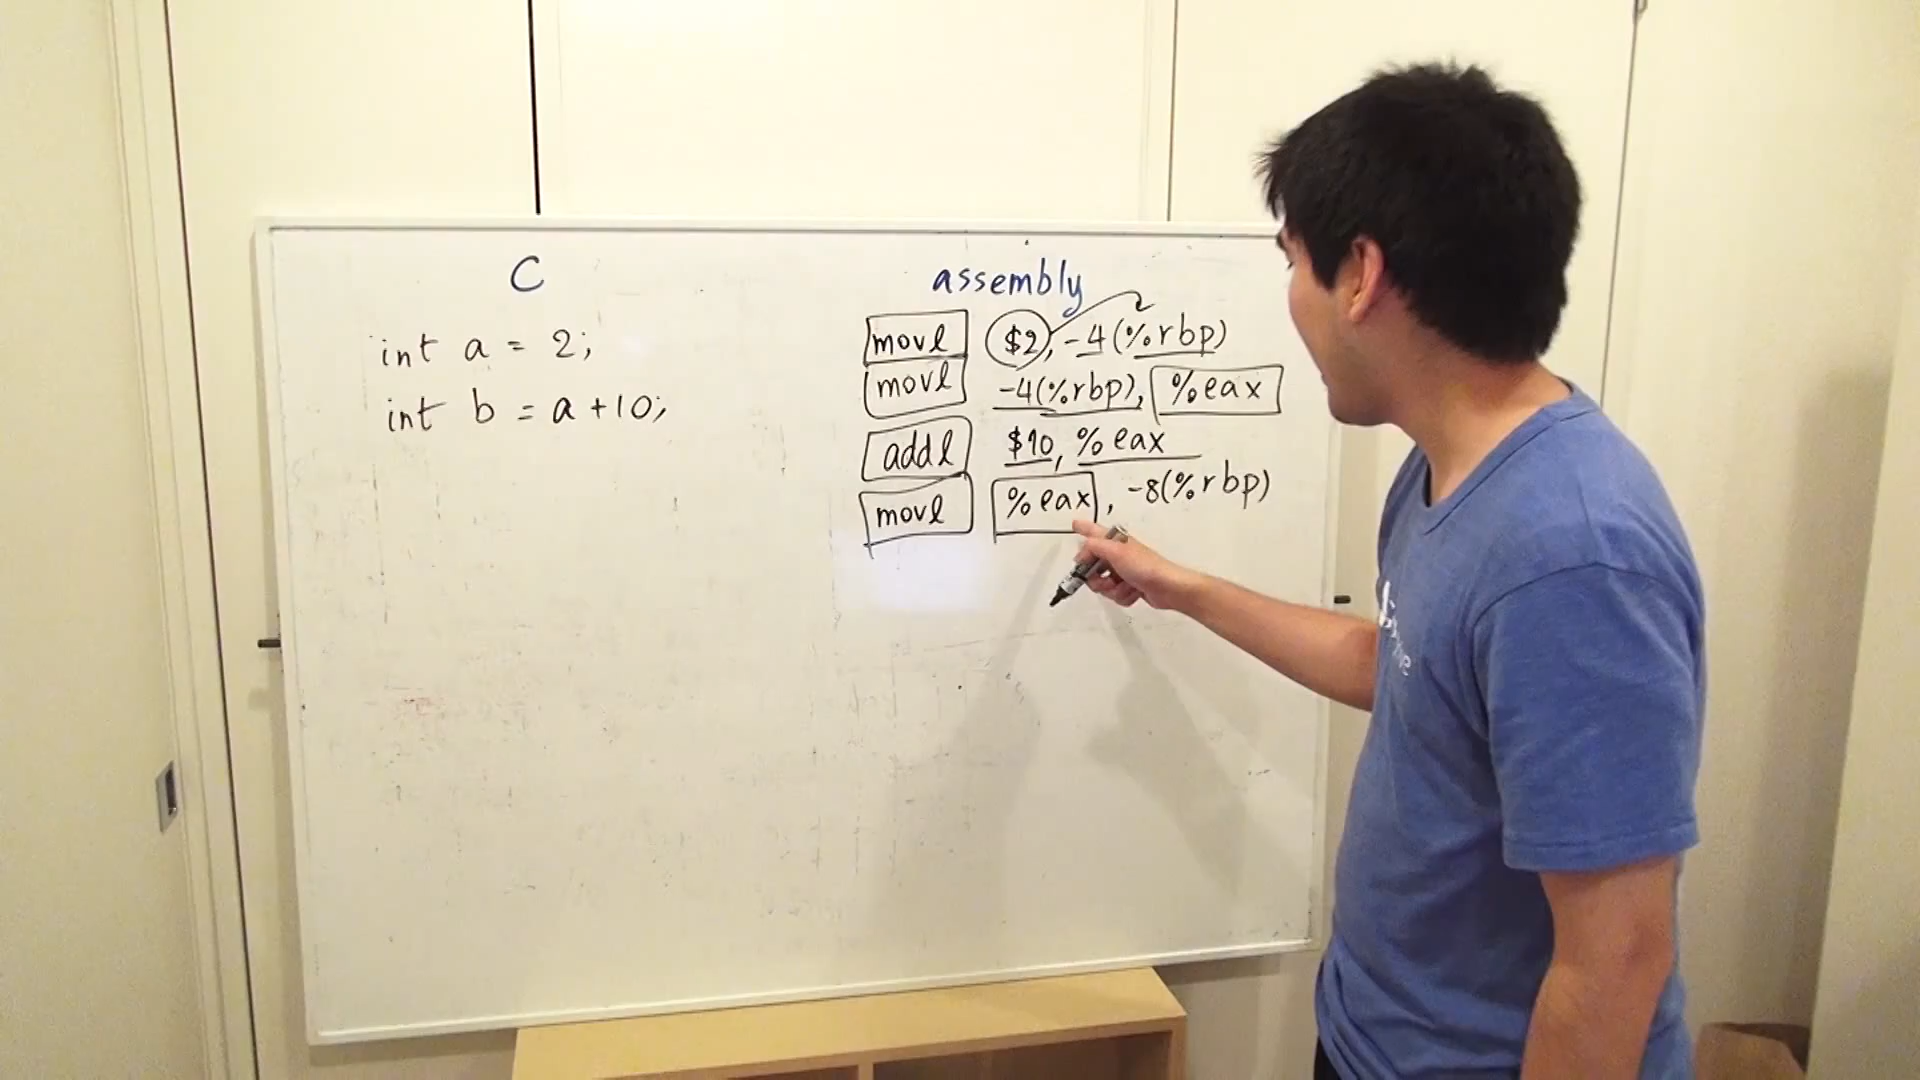 C
int a = 2;
int b = a + 10;
assembly
movl $2, -4(%rbp)
movl -4(%rbp), %eax
addl $10, %eax
movl %eax, -8(%rbp)